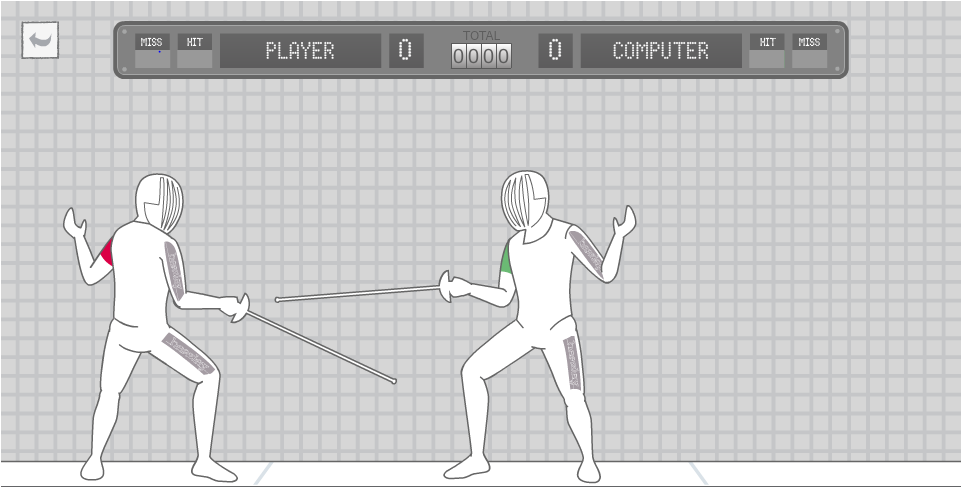 MISS HIT PLAYER 0 TOTAL 0000 0 COMPUTER HIT MISS